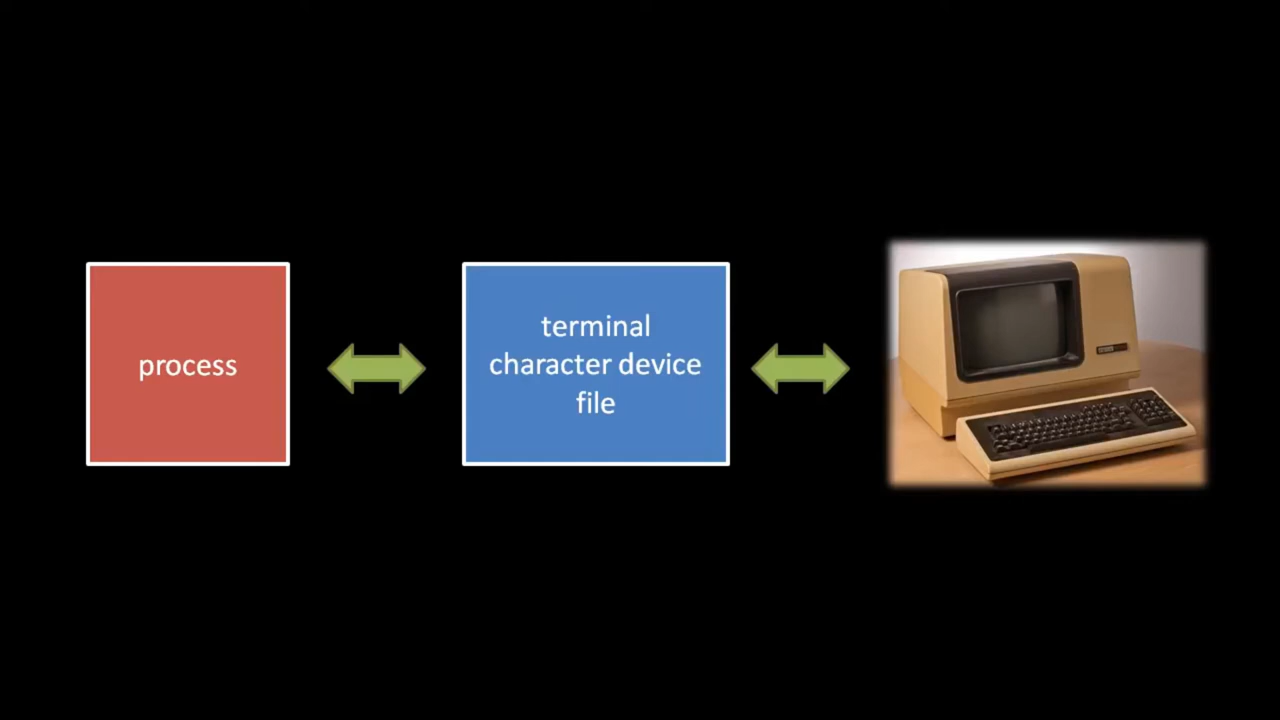 process
terminal
character device
file